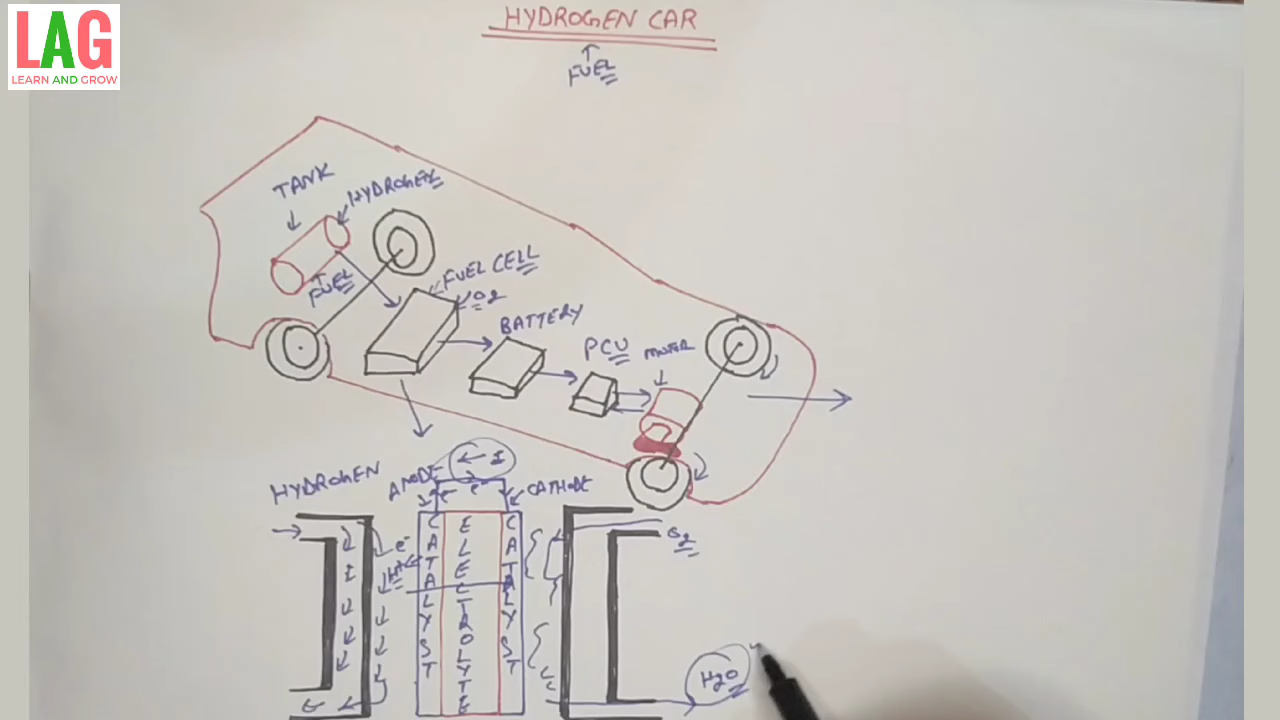 LAG
LEARN AND GROW
HYDROGEN CAR
↑
FUEL
TANK
HYDROGEN
FUEL
FUEL CELL
O2
BATTERY
PCU
MOTOR
HYDROGEN
ANODE
← I
CATHODE
e-
e-
e-
H+
O2
CATALYST
ELECTROLYTE
CATALYST
H2O